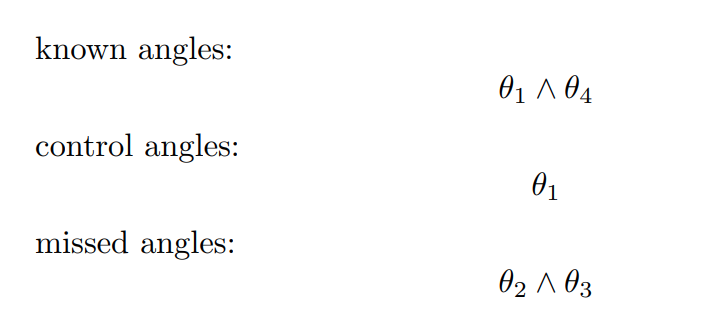 known angles:
θ₁ ∧ θ₄
control angles:
θ₁
missed angles:
θ₂ ∧ θ₃